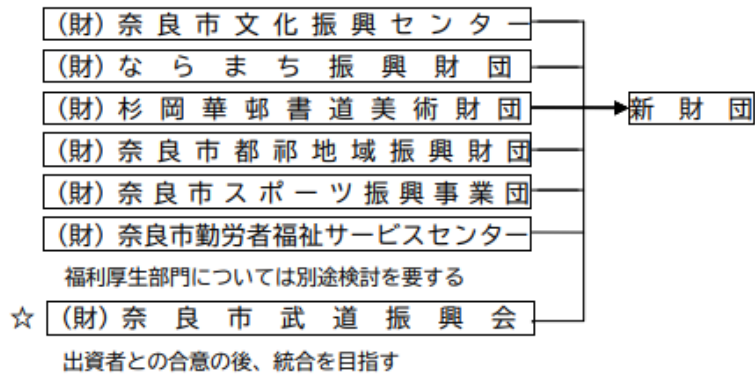 (財)奈良市文化振興センター
(財)ならまち振興財団
(財)杉岡華邨書道美術財団
新財団
(財)奈良市都祁地域振興財団
(財)奈良市スポーツ振興事業団
(財)奈良市勤労者福祉サービスセンター
福利厚生部門については別途検討を要する
☆ (財)奈良市武道振興会
出資者との合意の後、統合を目指す